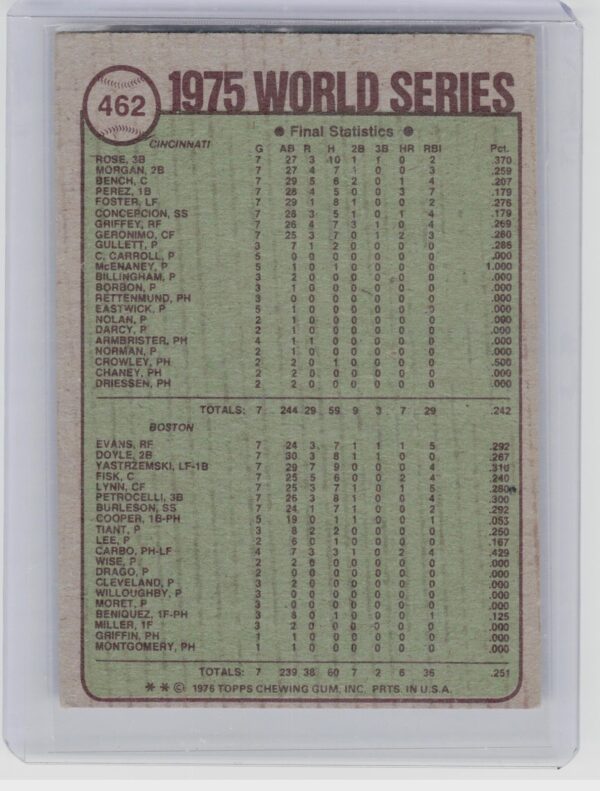 462
1975 WORLD SERIES
● Final Statistics ●
CINCINNATI G AB R H 2B 3B HR RBI Pct.
ROSE, 3B 7 27 3 10 1 1 0 2 .370
MORGAN, 2B 7 27 4 7 1 0 0 3 .259
BENCH, C 7 29 5 6 2 0 1 4 .207
PEREZ, 1B 7 28 4 5 0 0 3 7 .179
FOSTER, LF 7 29 1 8 1 0 0 2 .276
CONCEPCION, SS 7 28 3 5 1 0 1 4 .179
GRIFFEY, RF 7 26 4 7 3 1 0 4 .269
GERONIMO, CF 7 25 3 7 0 1 2 3 .280
GULLETT, P 3 7 1 2 0 0 0 0 .286
C. CARROLL, P 5 0 0 0 0 0 0 0 .000
McENANEY, P 5 1 0 1 0 0 0 0 1.000
BILLINGHAM, P 3 2 0 0 0 0 0 0 .000
BORBON, P 3 1 0 0 0 0 0 0 .000
RETTENMUND, PH 3 3 0 0 0 0 0 0 .000
EASTWICK, P 5 1 0 0 0 0 0 0 .000
NOLAN, P 2 1 0 0 0 0 0 0 .000
DARCY, P 2 1 0 0 0 0 0 0 .000
ARMBRISTER, PH 4 1 1 0 0 0 0 0 .000
NORMAN, P 2 1 0 0 0 0 0 0 .000
CROWLEY, PH 2 2 0 1 0 0 0 0 .500
CHANEY, PH 2 2 0 0 0 0 0 0 .000
DRIESSEN, PH 2 2 0 0 0 0 0 0 .000
TOTALS: 7 244 29 59 9 3 7 29 .242
BOSTON
EVANS, RF 7 24 3 7 1 1 1 5 .292
DOYLE, 2B 7 30 3 8 1 1 0 0 .267
YASTRZEMSKI, LF-1B 7 29 7 9 0 0 0 4 .310
FISK, C 7 25 5 6 0 0 2 4 .240
LYNN, CF 7 25 3 7 1 0 1 5 .280
PETROCELLI, 3B 7 26 3 8 1 0 0 4 .300
BURLESON, SS 7 24 1 7 1 0 0 2 .292
COOPER, 1B-PH 5 19 0 1 1 0 0 1 .053
TIANT, P 3 8 2 2 0 0 0 0 .250
LEE, P 2 6 0 1 0 0 0 0 .167
CARBO, PH-LF 4 7 3 3 1 0 2 4 .429
WISE, P 2 2 0 0 0 0 0 0 .000
DRAGO, P 2 0 0 0 0 0 0 0 .000
CLEVELAND, P 3 2 0 0 0 0 0 0 .000
WILLOUGHBY, P 3 0 0 0 0 0 0 0 .000
MORET, P 3 0 0 0 0 0 0 0 .000
BENIQUEZ, 1F-PH 3 8 0 1 0 0 0 1 .125
MILLER, 1F 3 2 0 0 0 0 0 0 .000
GRIFFIN, PH 1 1 0 0 0 0 0 0 .000
MONTGOMERY, PH 1 1 0 0 0 0 0 0 .000
TOTALS: 7 239 38 60 7 2 6 36 .251
** © 1976 TOPPS CHEWING GUM, INC. PRTS. IN U.S.A.